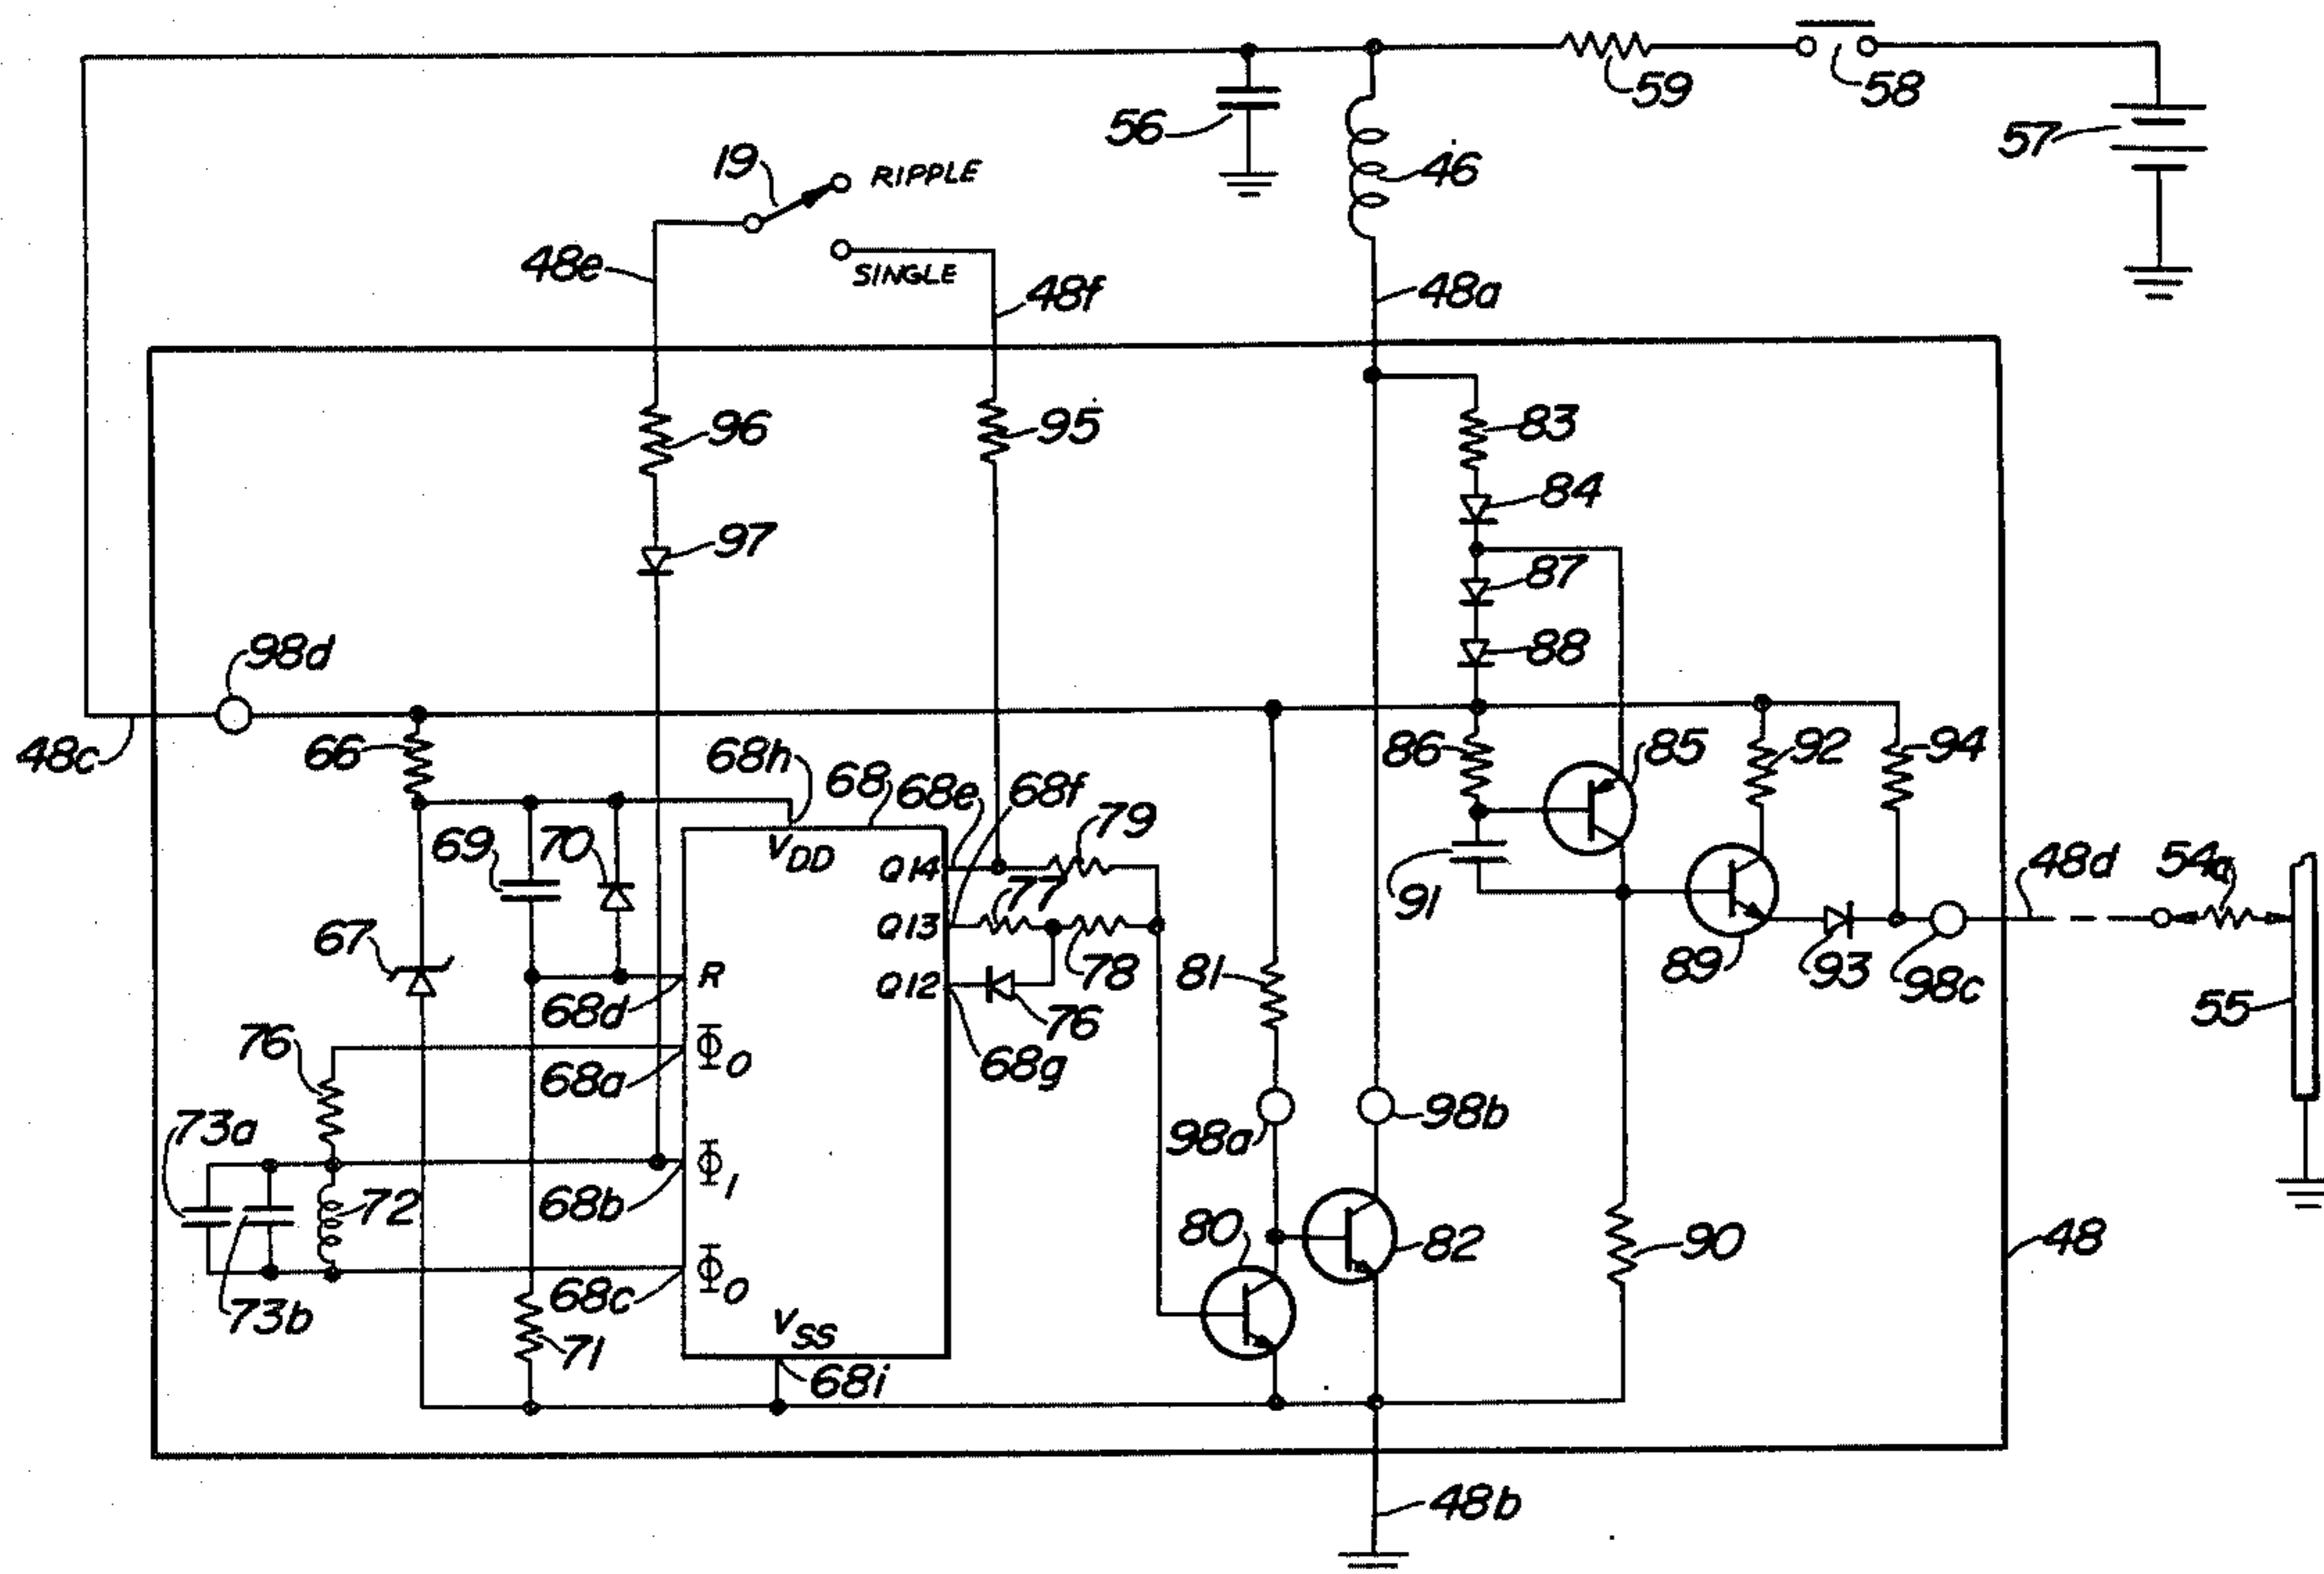 59
58
56
57
19
RIPPLE
46
48e
SINGLE
48f
48a
96
95
83
84
97
87
88
98d
48c
66
68h
68
68e
68f
86
85
92
94
69
70
VDD
79
Q14
77
91
48d
54a
67
Q13
78
81
89
93
98c
R
Q12
68d
76
68g
55
76
Φ0
68a
73a
98a
98b
72
ΦI
68b
80
82
90
48
73b
68c
Φ0
71
VSS
68i
48b